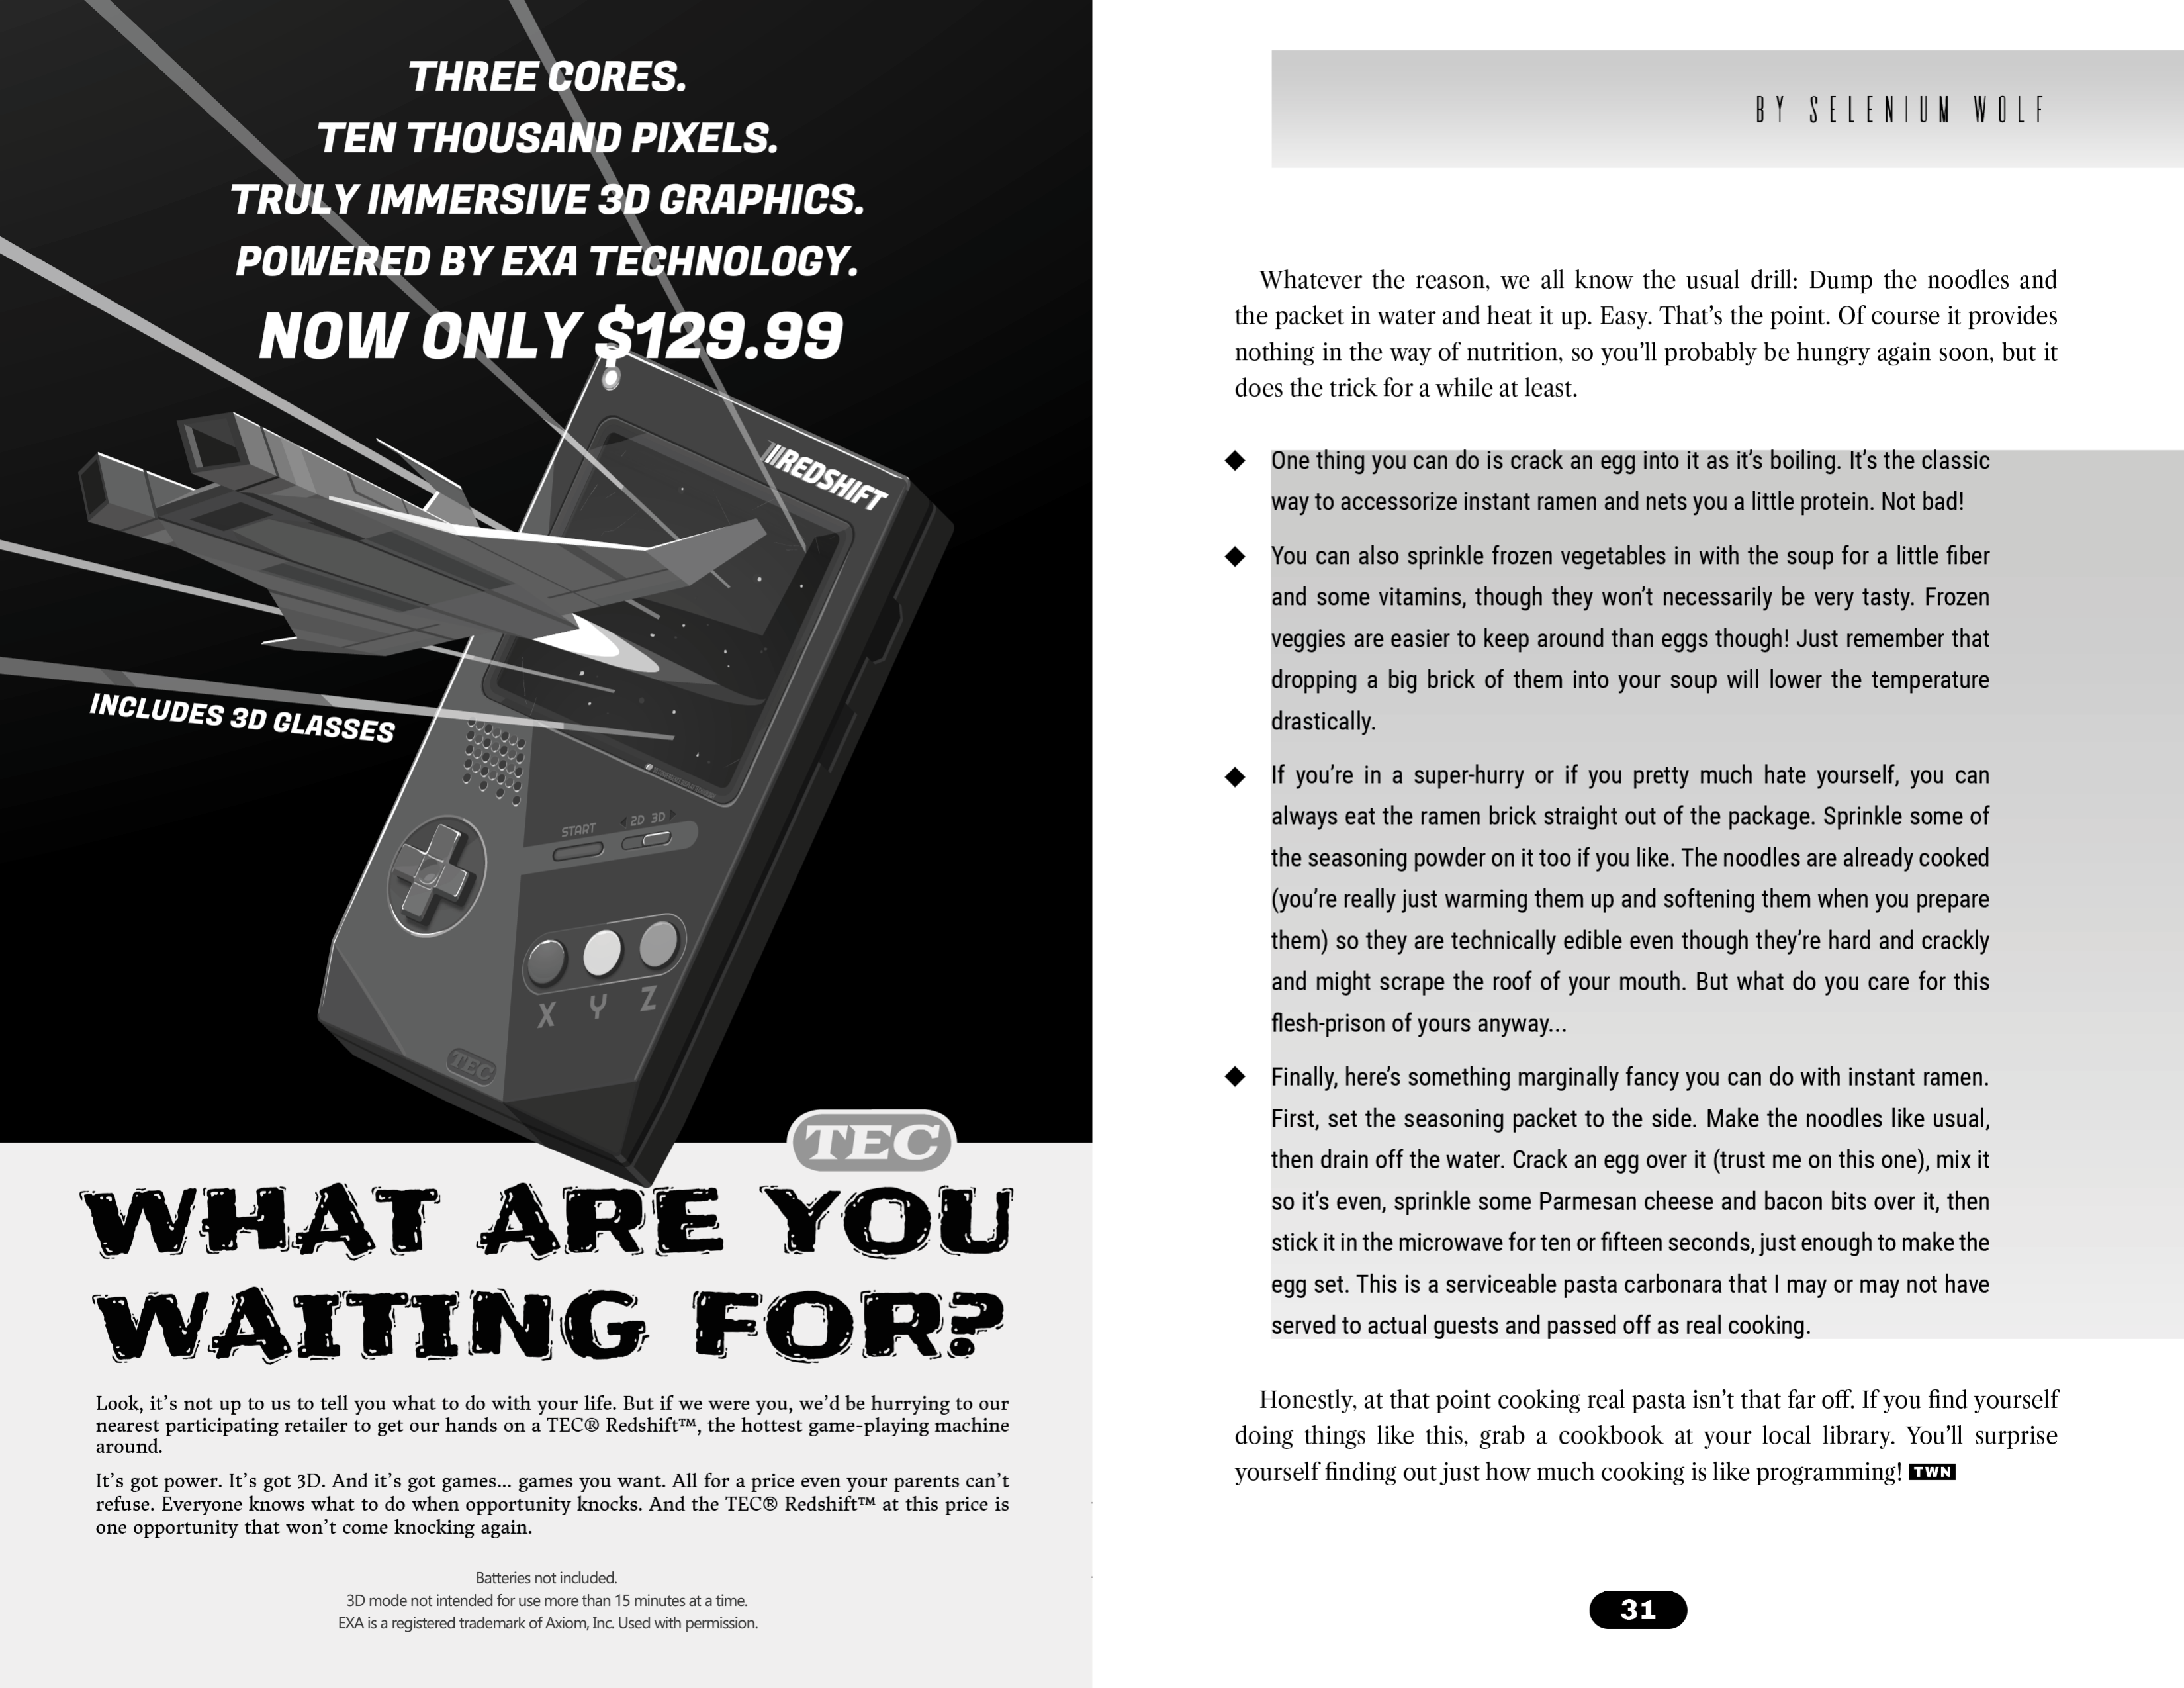 THREE CORES.
TEN THOUSAND PIXELS.
TRULY IMMERSIVE 3D GRAPHICS.
POWERED BY EXA TECHNOLOGY.
NOW ONLY $129.99
REDSHIFT
INCLUDES 3D GLASSES
START
2D 3D
X Y Z
TEC
TEC
WHAT ARE YOU
WAITING FOR?
Look, it's not up to us to tell you what to do with your life. But if we were you, we'd be hurrying to our
nearest participating retailer to get our hands on a TEC® Redshift™, the hottest game-playing machine
around.
It's got power. It's got 3D. And it's got games... games you want. All for a price even your parents can't
refuse. Everyone knows what to do when opportunity knocks. And the TEC® Redshift™ at this price is
one opportunity that won't come knocking again.
Batteries not included.
3D mode not intended for use more than 15 minutes at a time.
EXA is a registered trademark of Axiom, Inc. Used with permission.
BY SELENIUM WOLF
Whatever the reason, we all know the usual drill: Dump the noodles and
the packet in water and heat it up. Easy. That's the point. Of course it provides
nothing in the way of nutrition, so you'll probably be hungry again soon, but it
does the trick for a while at least.
◆ One thing you can do is crack an egg into it as it's boiling. It's the classic
way to accessorize instant ramen and nets you a little protein. Not bad!
◆ You can also sprinkle frozen vegetables in with the soup for a little fiber
and some vitamins, though they won't necessarily be very tasty. Frozen
veggies are easier to keep around than eggs though! Just remember that
dropping a big brick of them into your soup will lower the temperature
drastically.
◆ If you're in a super-hurry or if you pretty much hate yourself, you can
always eat the ramen brick straight out of the package. Sprinkle some of
the seasoning powder on it too if you like. The noodles are already cooked
(you're really just warming them up and softening them when you prepare
them) so they are technically edible even though they're hard and crackly
and might scrape the roof of your mouth. But what do you care for this
flesh-prison of yours anyway...
◆ Finally, here's something marginally fancy you can do with instant ramen.
First, set the seasoning packet to the side. Make the noodles like usual,
then drain off the water. Crack an egg over it (trust me on this one), mix it
so it's even, sprinkle some Parmesan cheese and bacon bits over it, then
stick it in the microwave for ten or fifteen seconds, just enough to make the
egg set. This is a serviceable pasta carbonara that I may or may not have
served to actual guests and passed off as real cooking.
Honestly, at that point cooking real pasta isn't that far off. If you find yourself
doing things like this, grab a cookbook at your local library. You'll surprise
yourself finding out just how much cooking is like programming! TWN
31